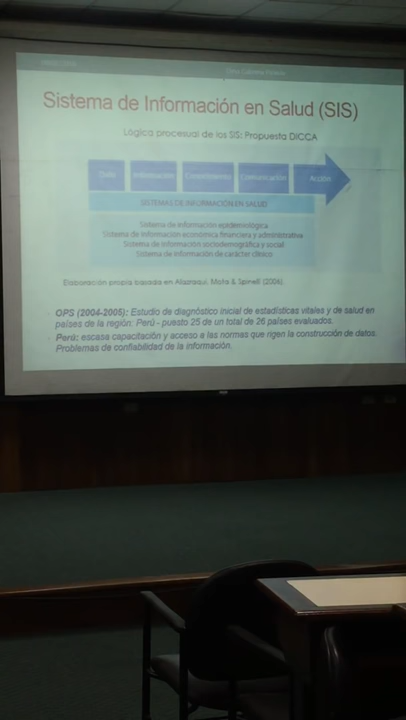 Sistema de Información en Salud (SIS)
Lógica procesual de los SIS: Propuesta DICCA
Dato Información Conocimiento Comunicación Acción
SISTEMAS DE INFORMACIÓN EN SALUD
Sistema de información epidemiológica
Sistema de información económica financiera y administrativa
Sistema de información sociodemográfica y social
Sistema de información de carácter clínico
Elaboración propia basada en Alazraqui, Mota & Spinelli (2006).
OPS (2004-2005): Estudio de diagnóstico inicial de estadísticas vitales y de salud en
países de la región: Perú - puesto 25 de un total de 26 países evaluados.
Perú: escasa capacitación y acceso a las normas que rigen la construcción de datos.
Problemas de confiabilidad de la información.